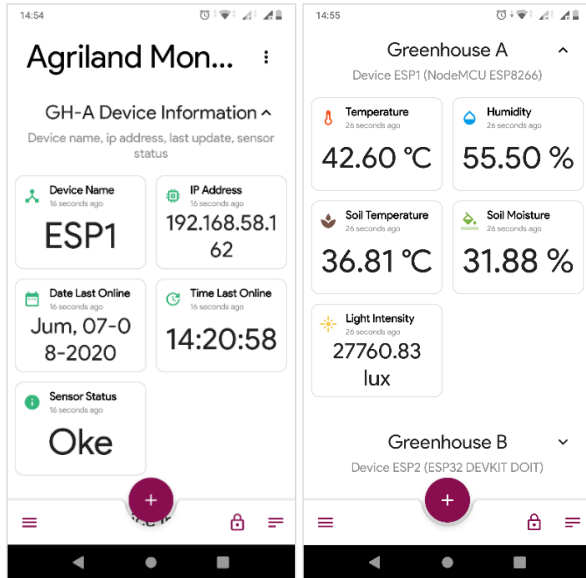 14:54
Agriland Mon...
GH-A Device Information
Device name, ip address, last update, sensor
status
Device Name
16 seconds ago
ESP1
IP Address
16 seconds ago
192.168.58.1
62
Date Last Online
16 seconds ago
Jum, 07-0
8-2020
Time Last Online
16 seconds ago
14:20:58
Sensor Status
16 seconds ago
Oke
14:55
Greenhouse A
Device ESP1 (NodeMCU ESP8266)
Temperature
26 seconds ago
42.60 °C
Humidity
26 seconds ago
55.50 %
Soil Temperature
26 seconds ago
36.81 °C
Soil Moisture
26 seconds ago
31.88 %
Light Intensity
26 seconds ago
27760.83
lux
Greenhouse B
Device ESP2 (ESP32 DEVKIT DOIT)